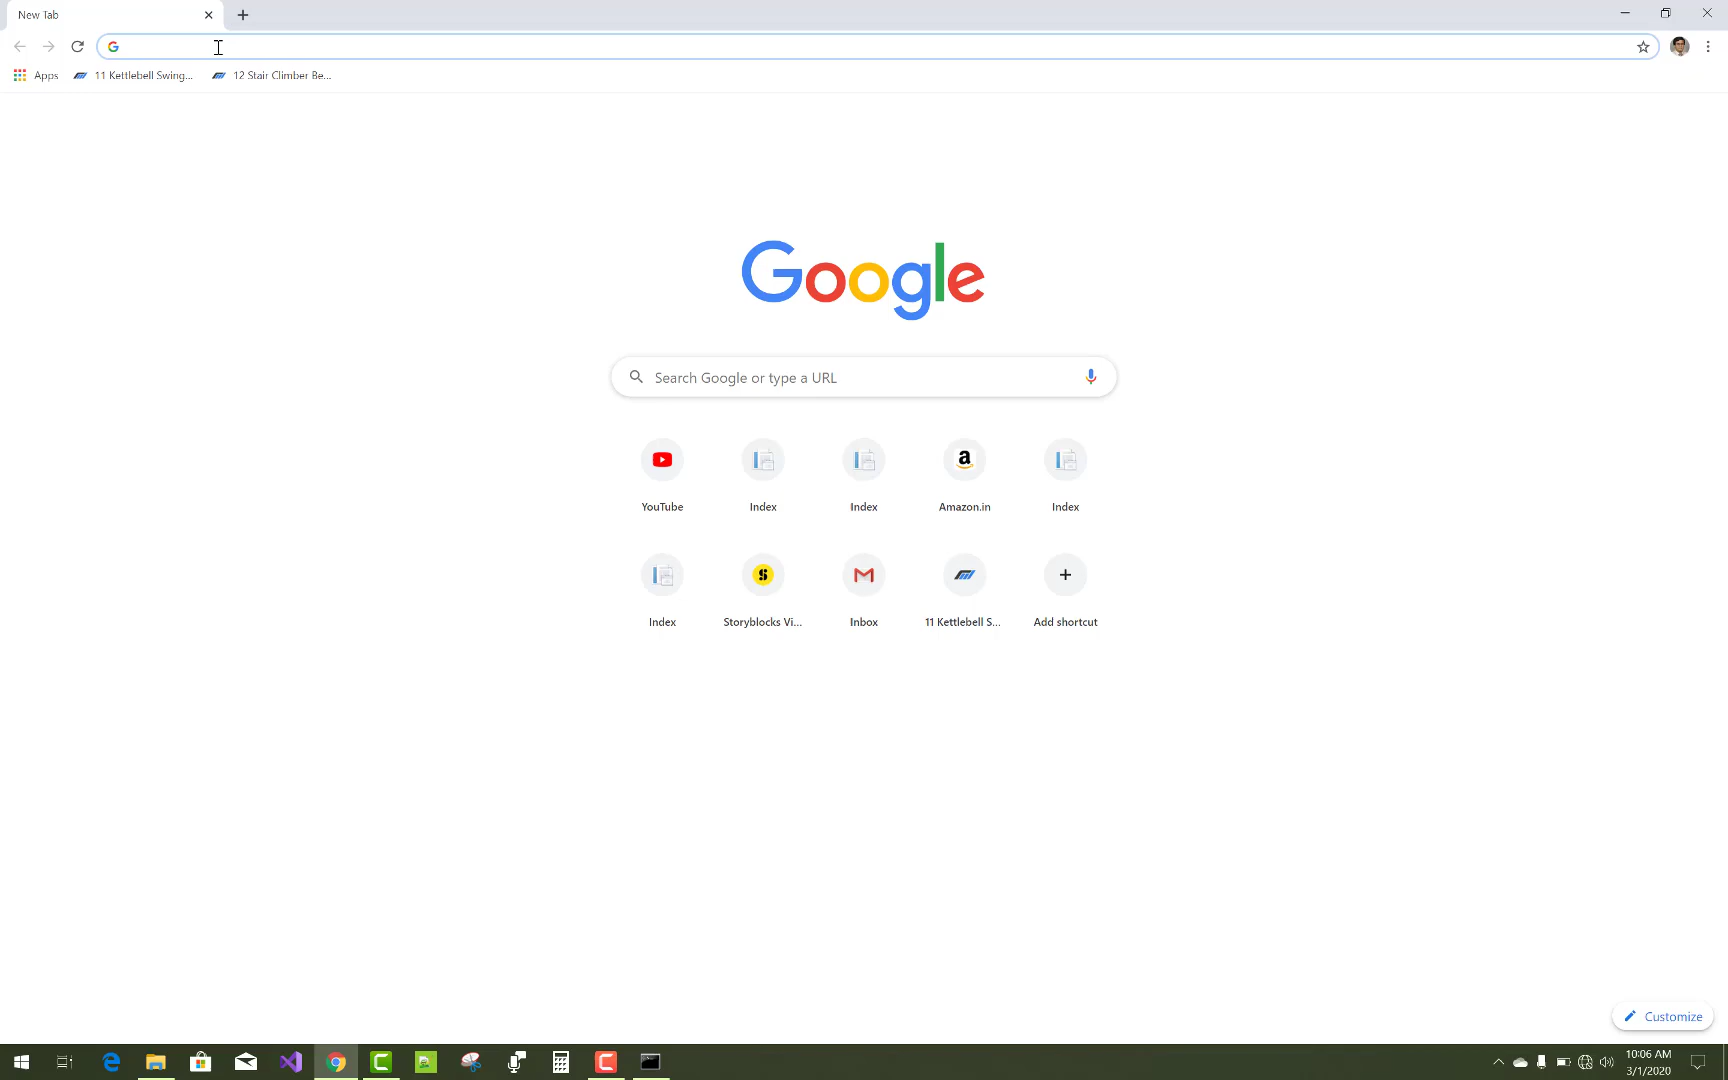 New Tab
Apps
11 Kettlebell Swing...
12 Stair Climber Be...
Google
Search Google or type a URL
YouTube
Index
Index
Amazon.in
Index
Index
Storyblocks Vi...
Inbox
11 Kettlebell S...
Add shortcut
Customize
10:06 AM
3/1/2020